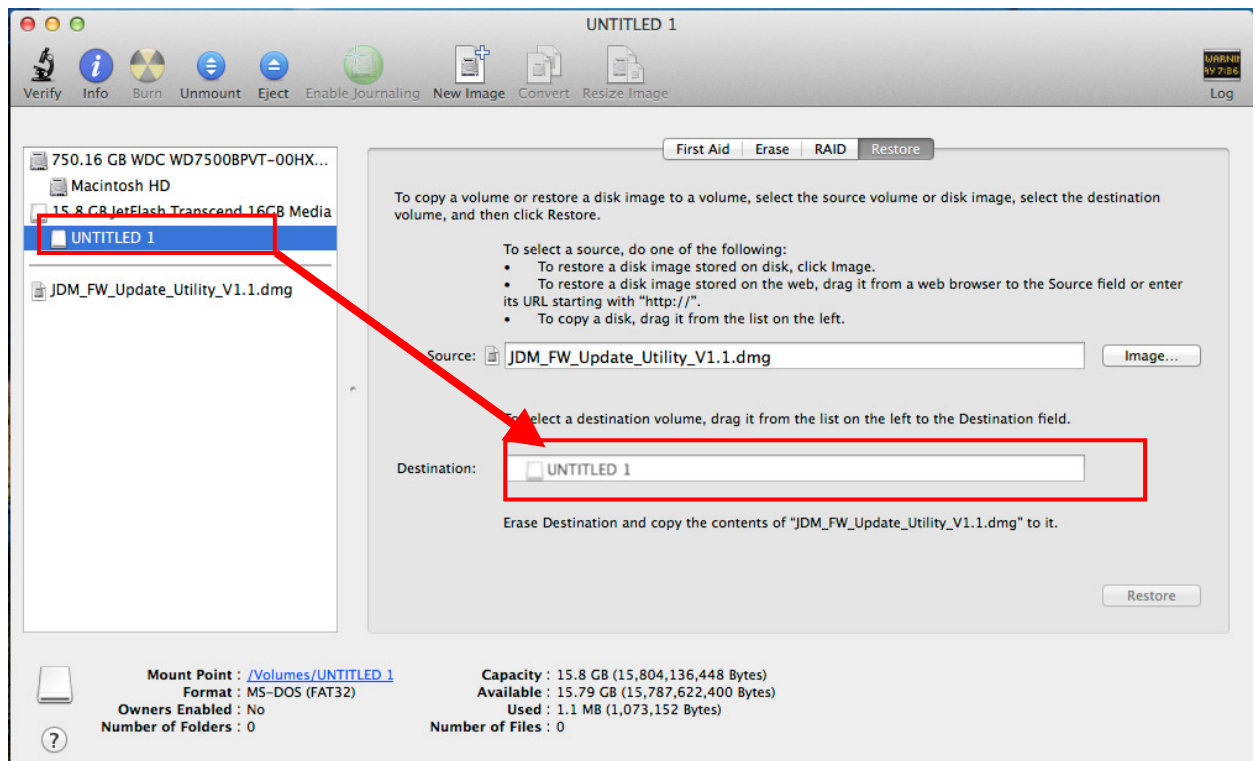 UNTITLED 1
Verify Info Burn Unmount Eject Enable Journaling New Image Convert Resize Image Log
WARNIN
AY 7:36
First Aid Erase RAID Restore
750.16 GB WDC WD7500BPVT-00HX...
Macintosh HD
15.8 GB JetFlash Transcend 16GB Media
UNTITLED 1
JDM_FW_Update_Utility_V1.1.dmg
To copy a volume or restore a disk image to a volume, select the source volume or disk image, select the destination
volume, and then click Restore.
To select a source, do one of the following:
• To restore a disk image stored on disk, click Image.
• To restore a disk image stored on the web, drag it from a web browser to the Source field or enter
its URL starting with “http://”.
• To copy a disk, drag it from the list on the left.
Source: JDM_FW_Update_Utility_V1.1.dmg Image...
To select a destination volume, drag it from the list on the left to the Destination field.
Destination: UNTITLED 1
Erase Destination and copy the contents of “JDM_FW_Update_Utility_V1.1.dmg” to it.
Restore
Mount Point : /Volumes/UNTITLED 1
Format : MS-DOS (FAT32)
Owners Enabled : No
Number of Folders : 0
Capacity : 15.8 GB (15,804,136,448 Bytes)
Available : 15.79 GB (15,787,622,400 Bytes)
Used : 1.1 MB (1,073,152 Bytes)
Number of Files : 0
?